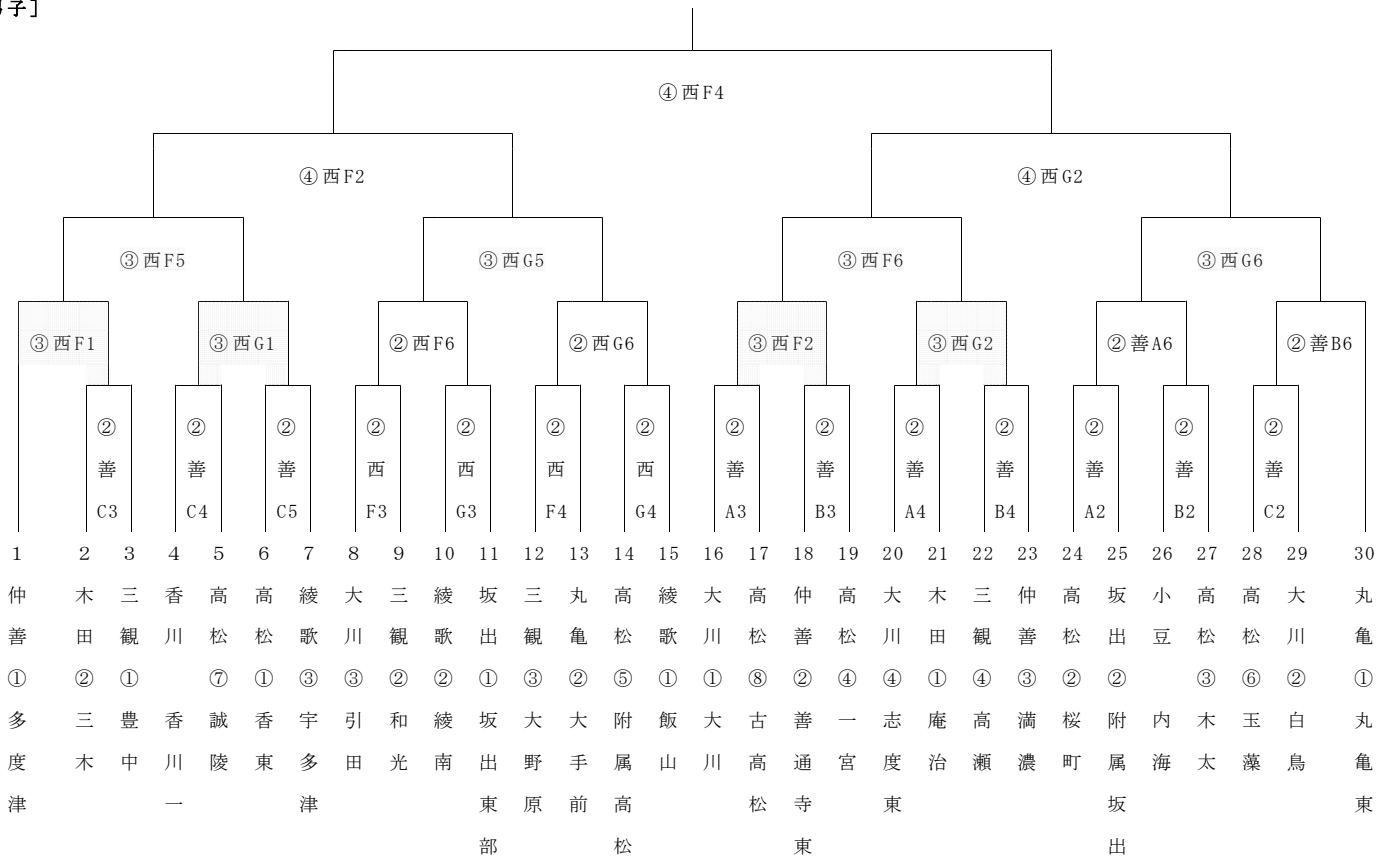 子］
④西F4
④西F2
④西G2
③西F5
③西G5
③西F6
③西G6
③西F1
③西G1
②西F6
②西G6
③西F2
③西G2
②善A6
②善B6
②善C3
②善C4
②善C5
②西F3
②西G3
②西F4
②西G4
②善A3
②善B3
②善A4
②善B4
②善A2
②善B2
②善C2
1 仲善①多度津
2 木田②三木
3 三観①豊中
4 香川 香川一
5 高松⑦誠陵
6 高松①香東
7 綾歌③宇多津
8 大川③引田
9 三観②和光
10 綾歌②綾南
11 坂出①坂出東部
12 三観③大野原
13 丸亀②大手前
14 高松⑤附属高松
15 綾歌①飯山
16 大川①大川
17 高松⑧古高松
18 仲善②善通寺東
19 高松④一宮
20 大川④志度東
21 木田①庵治
22 三観④高瀬
23 仲善③満濃
24 高松②桜町
25 坂出②附属坂出
26 小豆 内海
27 高松③木太
28 高松⑥玉藻
29 大川②白鳥
30 丸亀①丸亀東